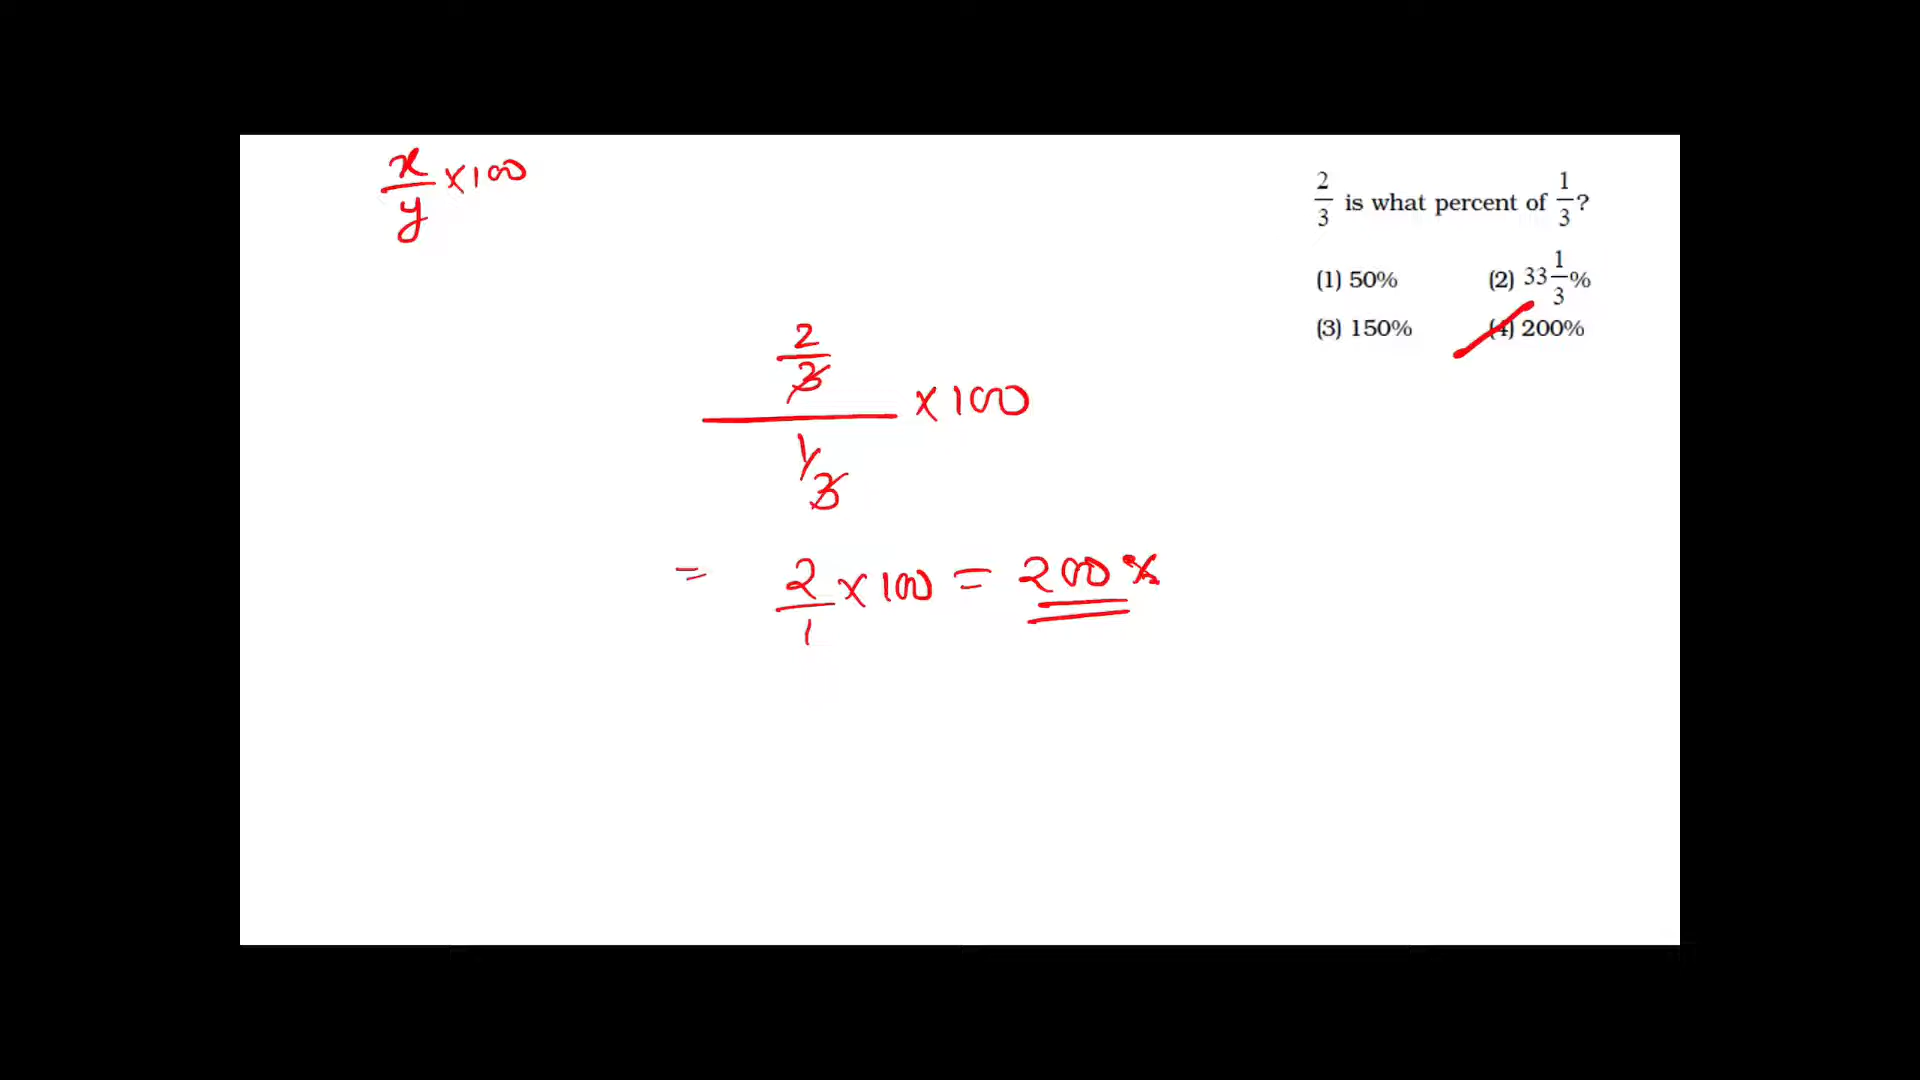 x/y × 100
2/3 is what percent of 1/3?
(1) 50% (2) 33 1/3 %
(3) 150% (4) 200%
2/3
× 100
1/3
= 2/1 × 100 = 200%